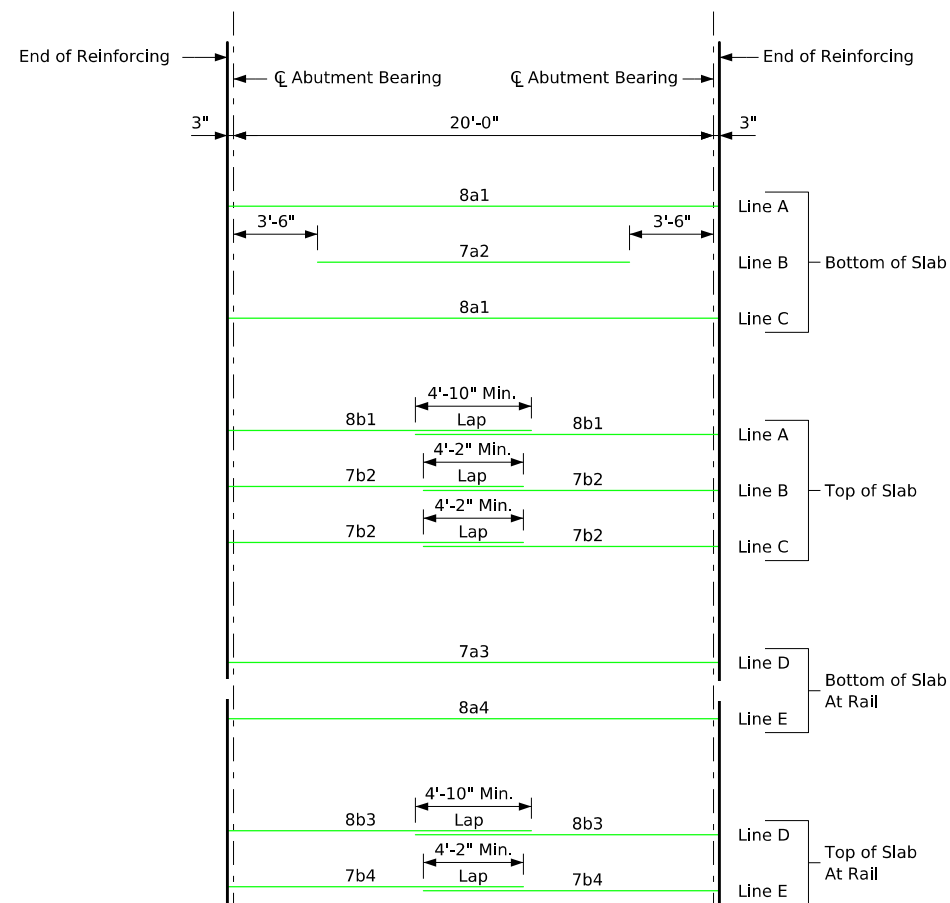 End of Reinforcing
End of Reinforcing
℄ Abutment Bearing
℄ Abutment Bearing
3"
20'-0"
3"
8a1
Line A
3'-6"
3'-6"
7a2
Line B
Bottom of Slab
8a1
Line C
4'-10" Min.
8b1
Lap
8b1
Line A
4'-2" Min.
7b2
Lap
7b2
Line B
Top of Slab
4'-2" Min.
7b2
Lap
7b2
Line C
7a3
Line D
Bottom of Slab
At Rail
8a4
Line E
4'-10" Min.
8b3
Lap
8b3
Line D
4'-2" Min.
Top of Slab
At Rail
7b4
Lap
7b4
Line E